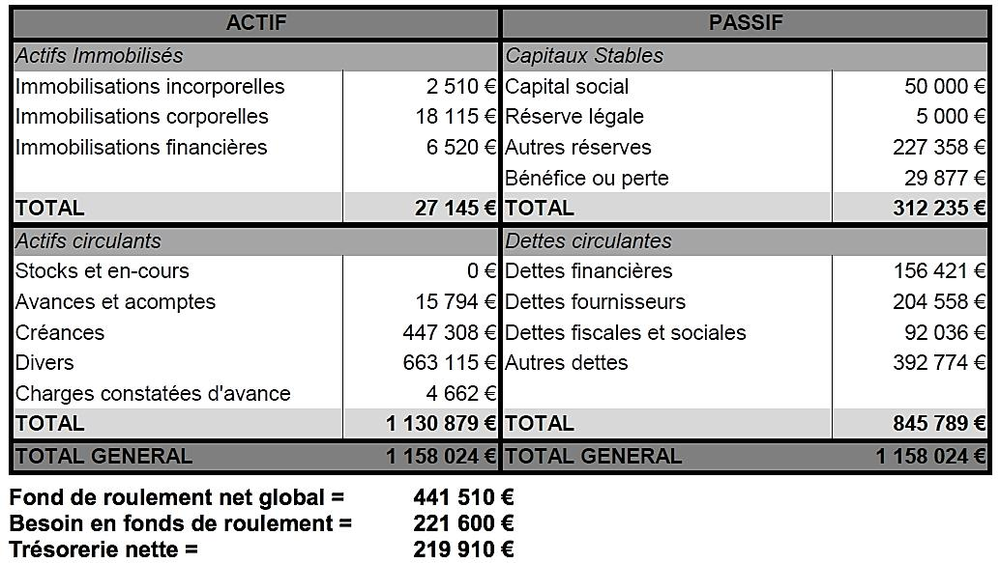 ACTIF PASSIF
Actifs Immobilisés Capitaux Stables
Immobilisations incorporelles 2 510 € Capital social 50 000 €
Immobilisations corporelles 18 115 € Réserve légale 5 000 €
Immobilisations financières 6 520 € Autres réserves 227 358 €
Bénéfice ou perte 29 877 €
TOTAL 27 145 € TOTAL 312 235 €
Actifs circulants Dettes circulantes
Stocks et en-cours 0 € Dettes financières 156 421 €
Avances et acomptes 15 794 € Dettes fournisseurs 204 558 €
Créances 447 308 € Dettes fiscales et sociales 92 036 €
Divers 663 115 € Autres dettes 392 774 €
Charges constatées d'avance 4 662 €
TOTAL 1 130 879 € TOTAL 845 789 €
TOTAL GENERAL 1 158 024 € TOTAL GENERAL 1 158 024 €
Fond de roulement net global = 441 510 €
Besoin en fonds de roulement = 221 600 €
Trésorerie nette = 219 910 €